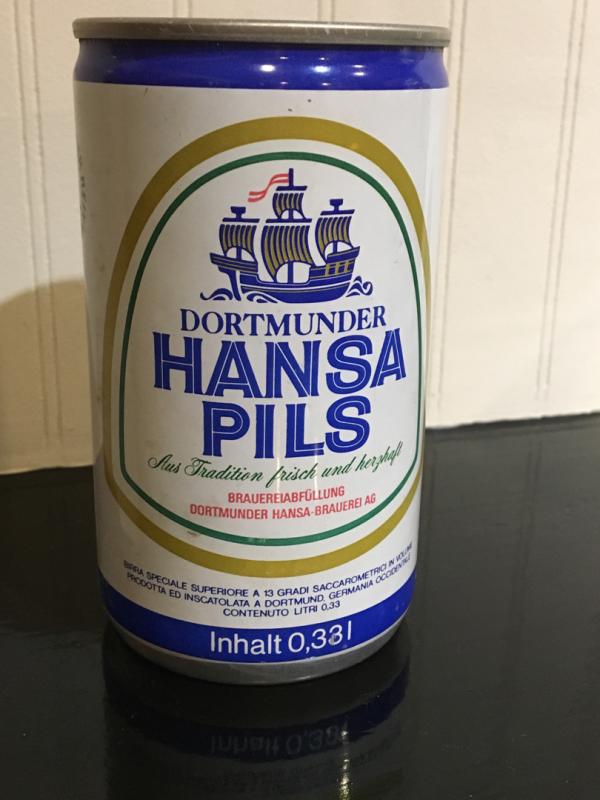 DORTMUNDER
HANSA
PILS
Aus Tradition frisch und herzhaft
BRAUEREIABFÜLLUNG
DORTMUNDER HANSA-BRAUEREI AG
BIRRA SPECIALE SUPERIORE A 13 GRADI SACCAROMETRICI IN VOLUME
PRODOTTA ED INSCATOLATA A DORTMUND, GERMANIA OCCIDENTALE
CONTENUTO LITRI 0,33
Inhalt 0,33 l